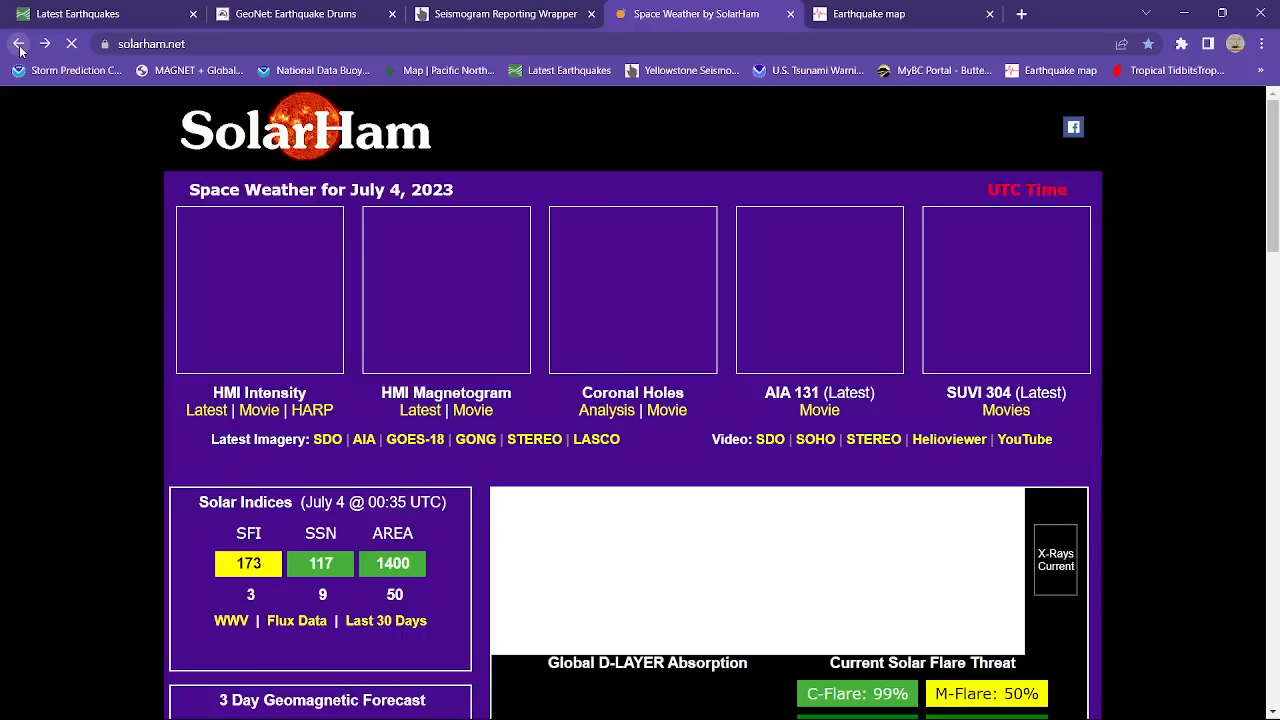 Latest Earthquakes
GeoNet: Earthquake Drums
Seismogram Reporting Wrapper
Space Weather by SolarHam
Earthquake map
solarham.net
Storm Prediction C...
MAGNET + Global...
National Data Buoy...
Map | Pacific North...
Latest Earthquakes
Yellowstone Seismo...
U.S. Tsunami Warni...
MyBC Portal - Butte...
Earthquake map
Tropical TidbitsTrop...
SolarHam
Space Weather for July 4, 2023
UTC Time
HMI Intensity
Latest | Movie | HARP
HMI Magnetogram
Latest | Movie
Coronal Holes
Analysis | Movie
AIA 131 (Latest)
Movie
SUVI 304 (Latest)
Movies
Latest Imagery: SDO | AIA | GOES-18 | GONG | STEREO | LASCO
Video: SDO | SOHO | STEREO | Helioviewer | YouTube
Solar Indices (July 4 @ 00:35 UTC)
SFI SSN AREA
173 117 1400
3 9 50
WWV | Flux Data | Last 30 Days
3 Day Geomagnetic Forecast
X-Rays
Current
Global D-LAYER Absorption
Current Solar Flare Threat
C-Flare: 99%
M-Flare: 50%